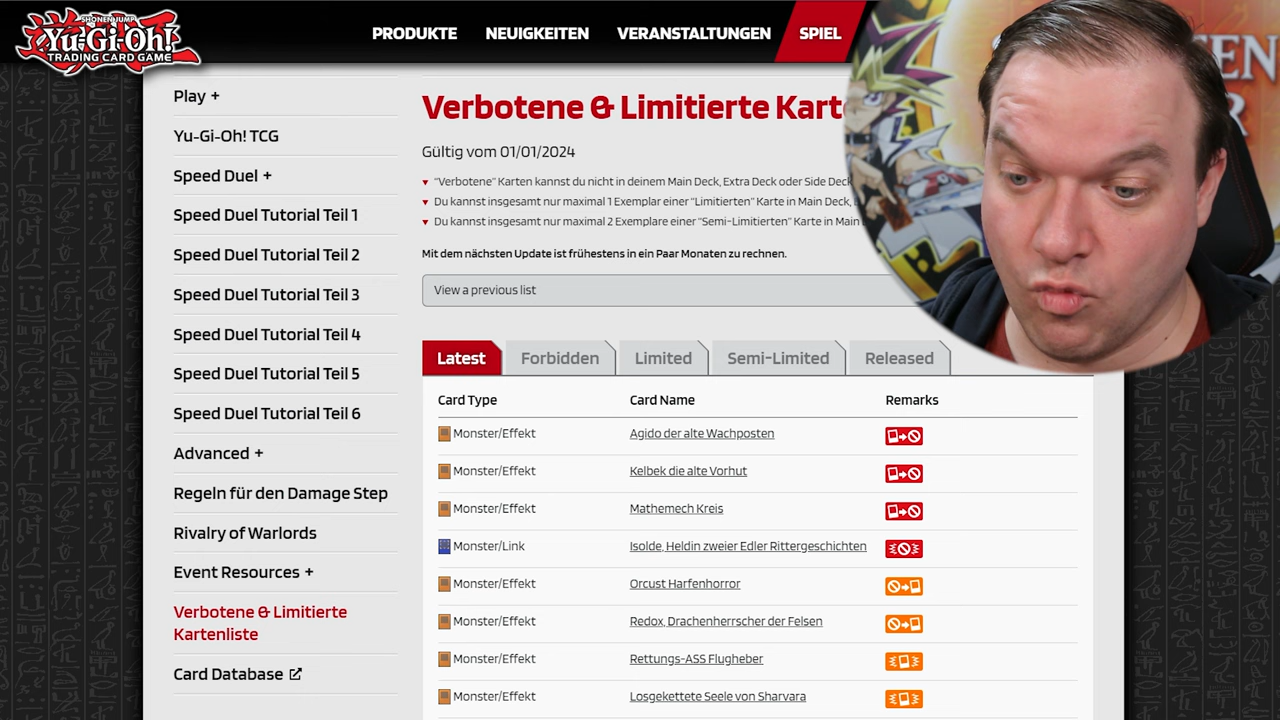 SHONEN JUMP
Yu-Gi-Oh!
TRADING CARD GAME
PRODUKTE
NEUIGKEITEN
VERANSTALTUNGEN
SPIEL
Play +
Yu-Gi-Oh! TCG
Speed Duel +
Speed Duel Tutorial Teil 1
Speed Duel Tutorial Teil 2
Speed Duel Tutorial Teil 3
Speed Duel Tutorial Teil 4
Speed Duel Tutorial Teil 5
Speed Duel Tutorial Teil 6
Advanced +
Regeln für den Damage Step
Rivalry of Warlords
Event Resources +
Verbotene & Limitierte
Kartenliste
Card Database
Verbotene & Limitierte Kart
Gültig vom 01/01/2024
"Verbotene" Karten kannst du nicht in deinem Main Deck, Extra Deck oder Side Deck
Du kannst insgesamt nur maximal 1 Exemplar einer "Limitierten" Karte in Main Deck,
Du kannst insgesamt nur maximal 2 Exemplare einer "Semi-Limitierten" Karte in Main
Mit dem nächsten Update ist frühestens in ein Paar Monaten zu rechnen.
View a previous list
Latest
Forbidden
Limited
Semi-Limited
Released
Card Type Card Name Remarks
Monster/Effekt Agido der alte Wachposten
Monster/Effekt Kelbek die alte Vorhut
Monster/Effekt Mathemech Kreis
Monster/Link Isolde, Heldin zweier Edler Rittergeschichten
Monster/Effekt Orcust Harfenhorror
Monster/Effekt Redox, Drachenherrscher der Felsen
Monster/Effekt Rettungs-ASS Flugheber
Monster/Effekt Losgekettete Seele von Sharvara